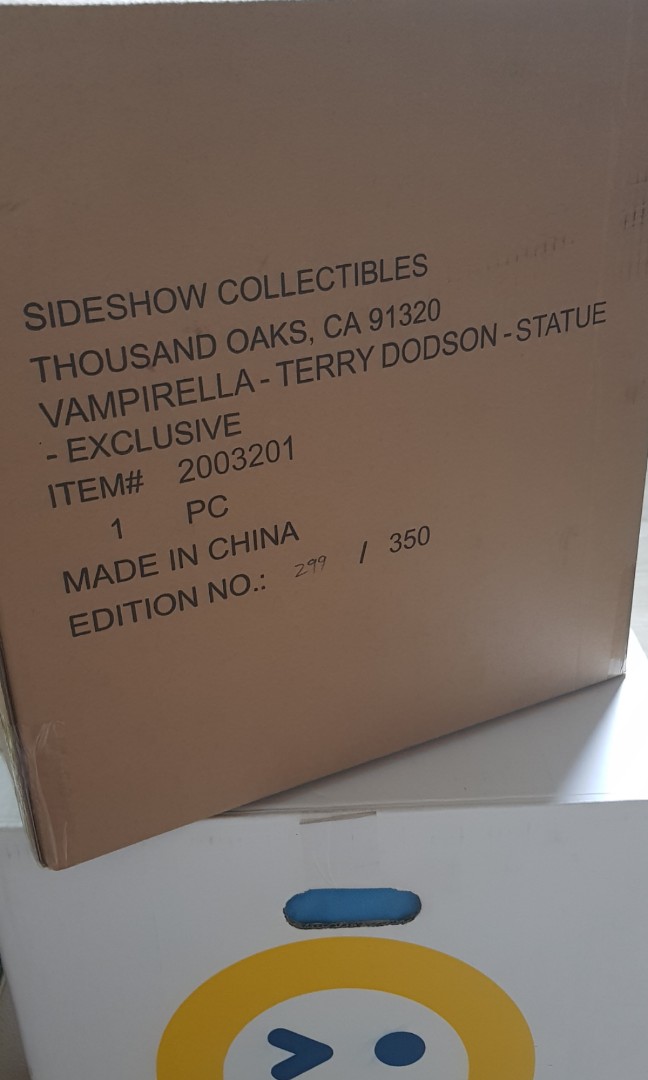 SIDESHOW COLLECTIBLES
THOUSAND OAKS, CA 91320
VAMPIRELLA - TERRY DODSON - STATUE
- EXCLUSIVE
ITEM# 2003201
1 PC
MADE IN CHINA
EDITION NO.: 299 / 350